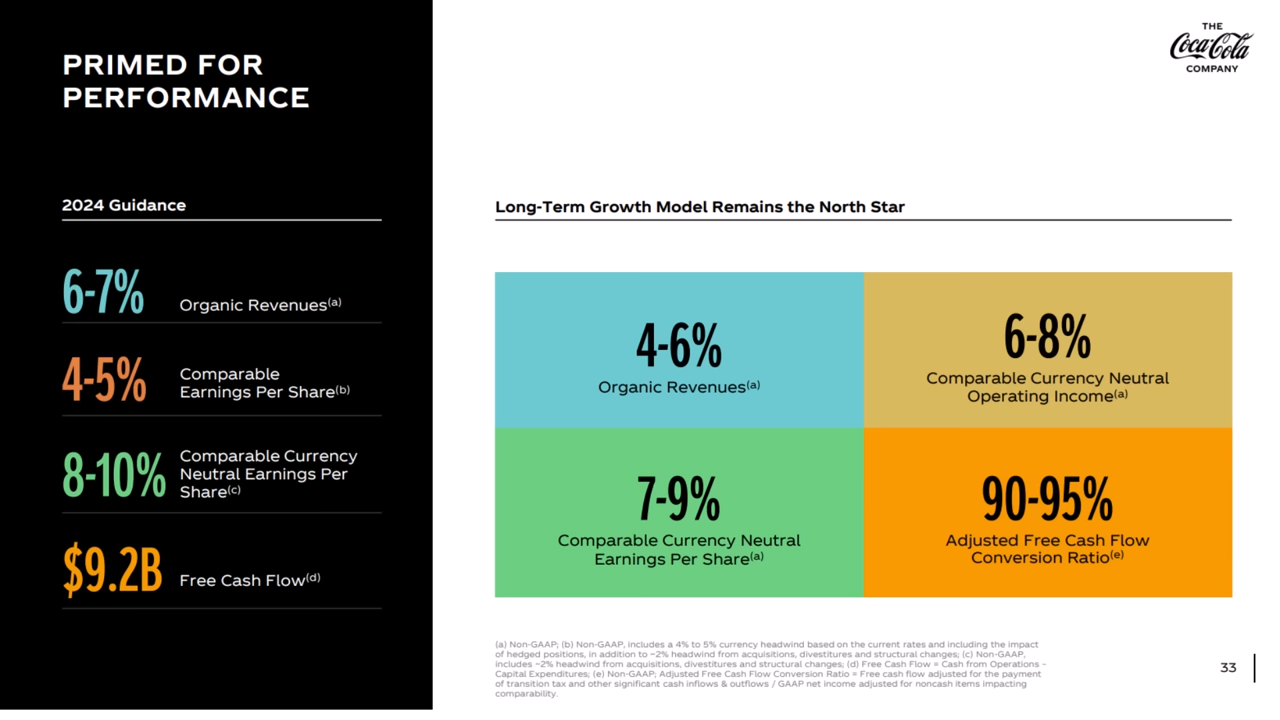 PRIMED FOR
PERFORMANCE
THE
Coca-Cola
COMPANY
2024 Guidance
6-7%
Organic Revenues(a)
4-5%
Comparable
Earnings Per Share(b)
8-10%
Comparable Currency
Neutral Earnings Per
Share(c)
$9.2B
Free Cash Flow(d)
Long-Term Growth Model Remains the North Star
4-6%
Organic Revenues(a)
6-8%
Comparable Currency Neutral
Operating Income(a)
7-9%
Comparable Currency Neutral
Earnings Per Share(a)
90-95%
Adjusted Free Cash Flow
Conversion Ratio(e)
(a) Non-GAAP; (b) Non-GAAP, includes a 4% to 5% currency headwind based on the current rates and including the impact
of hedged positions, in addition to ~2% headwind from acquisitions, divestitures and structural changes; (c) Non-GAAP,
includes ~2% headwind from acquisitions, divestitures and structural changes; (d) Free Cash Flow = Cash from Operations –
Capital Expenditures; (e) Non-GAAP; Adjusted Free Cash Flow Conversion Ratio = Free cash flow adjusted for the payment
of transition tax and other significant cash inflows & outflows / GAAP net income adjusted for noncash items impacting
comparability.
33